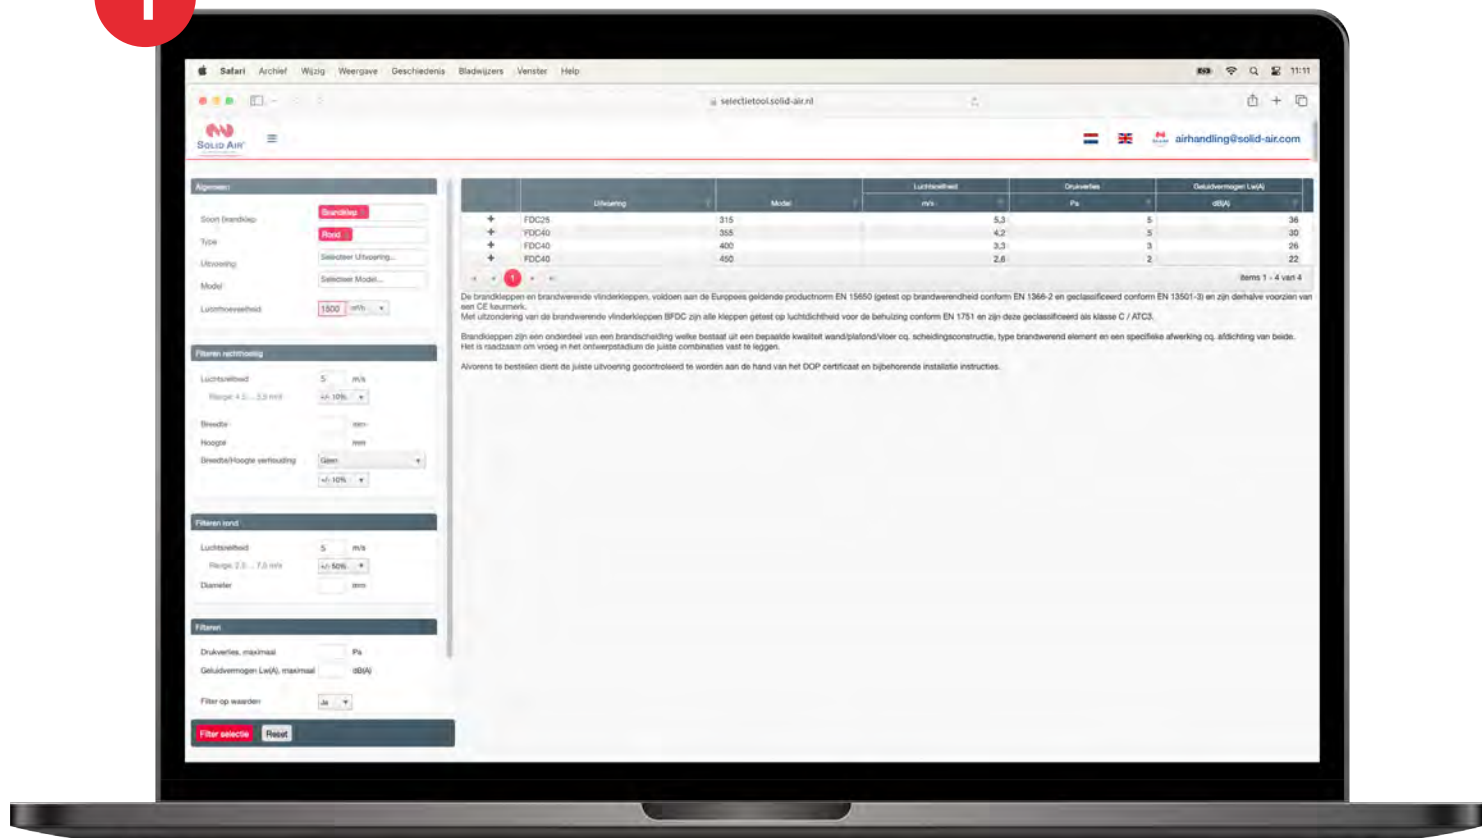 1
Safari Archief Wijzig Weergave Geschiedenis Bladwijzers Venster Help 11:11
selectietool.solid-air.nl
SOLID AIR
airhandling@solid-air.com
Algemeen
Soort Brandklep Brandklep
Type Rond
Uitvoering Selecteer Uitvoering...
Model Selecteer Model...
Luchthoeveelheid 1500 m³/h
Filteren rechthoekig
Luchtsnelheid 5 m/s
Range: 4,5 ... 5,5 m/s +/- 10%
Breedte mm
Hoogte mm
Breedte/Hoogte verhouding Geen
+/- 10%
Filteren rond
Luchtsnelheid 5 m/s
Range: 2,5 ... 7,5 m/s +/- 50%
Diameter mm
Filteren
Drukverlies, maximaal Pa
Geluidvermogen Lw(A), maximaal dB(A)
Filter op waarden Ja
Filter selectie Reset
Luchtsnelheid Drukverlies Geluidvermogen Lw(A)
Uitvoering Model m/s Pa dB(A)
+ FDC25 315 5,3 5 36
+ FDC40 355 4,2 5 30
+ FDC40 400 3,3 3 26
+ FDC40 450 2,6 2 22
1 items 1 - 4 van 4
De brandkleppen en brandwerende vlinderkleppen, voldoen aan de Europees geldende productnorm EN 15650 (getest op brandwerendheid conform EN 1366-2 en geclassificeerd conform EN 13501-3) en zijn derhalve voorzien van
een CE keurmerk.
Met uitzondering van de brandwerende vlinderkleppen BFDC zijn alle kleppen getest op luchtdichtheid voor de behuizing conform EN 1751 en zijn deze geclassificeerd als klasse C / ATC3.
Brandkleppen zijn een onderdeel van een brandscheiding welke bestaat uit een bepaalde kwaliteit wand/plafond/vloer cq. scheidingsconstructie, type brandwerend element en een specifieke afwerking cq. afdichting van beide.
Het is raadzaam om vroeg in het ontwerpstadium de juiste combinaties vast te leggen.
Alvorens te bestellen dient de juiste uitvoering gecontroleerd te worden aan de hand van het DOP certificaat en bijbehorende installatie instructies.